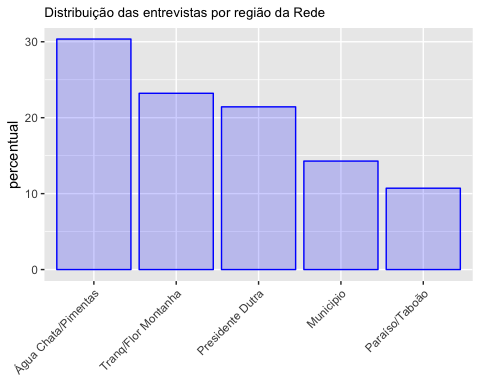 Distribuição das entrevistas por região da Rede
percentual
30
20
10
0
Água Chata/Pimentas
Tranq/Flor Montanha
Presidente Dutra
Município
Paraíso/Taboão